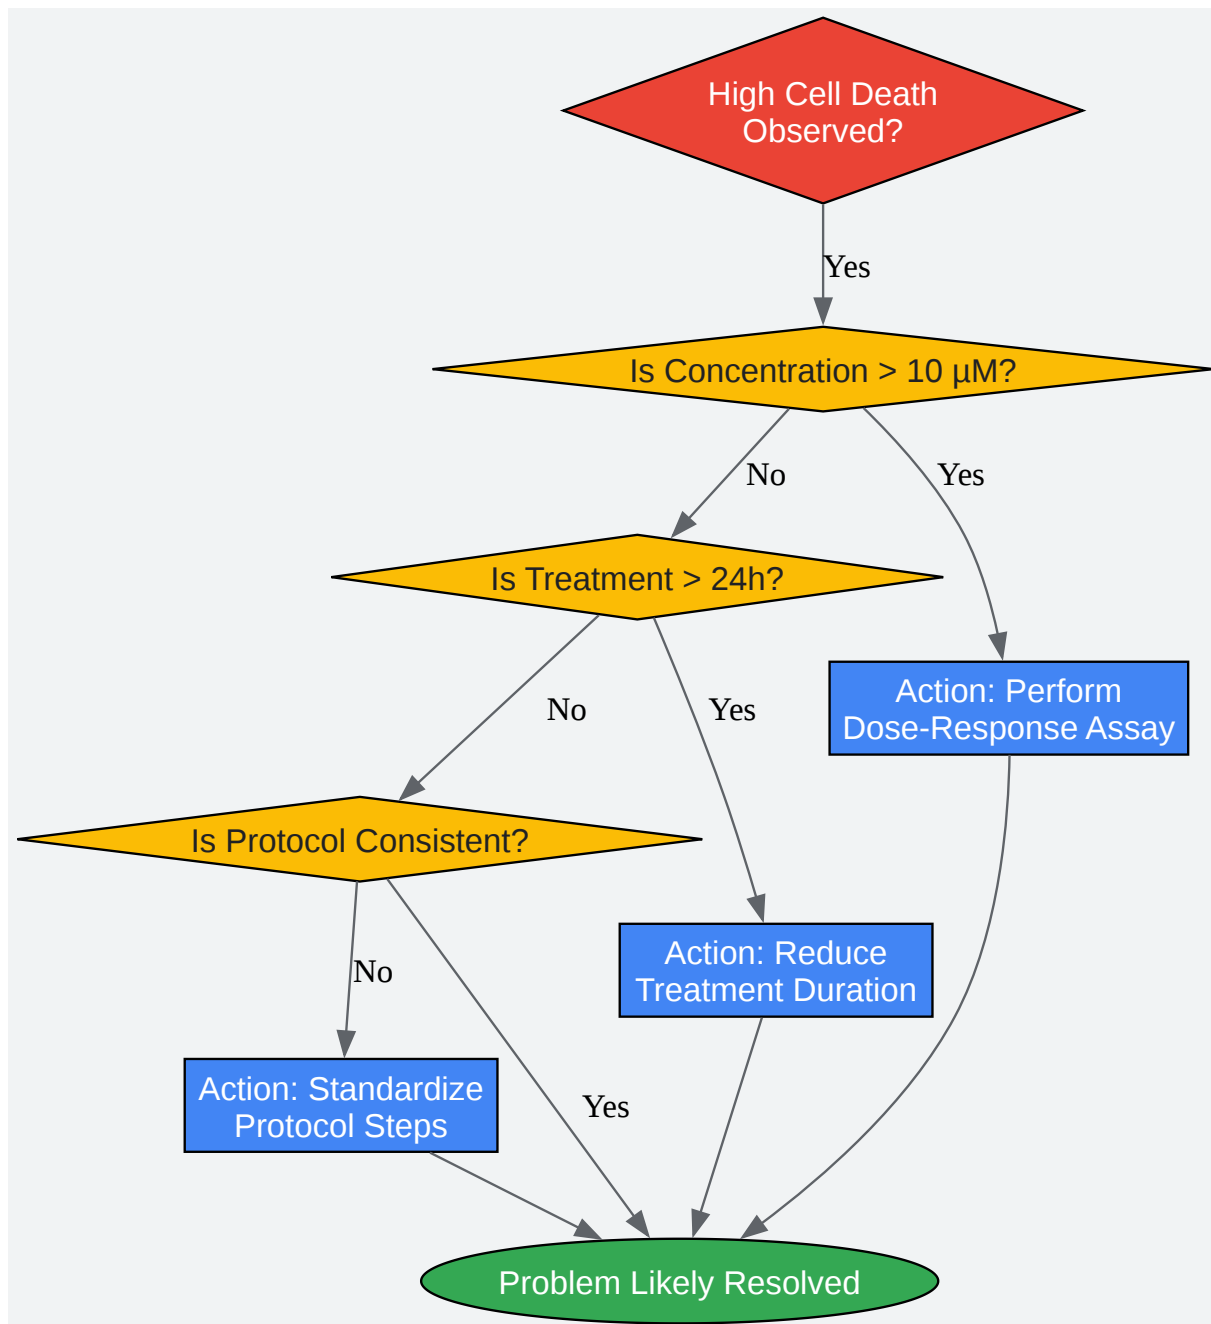 High Cell Death
Observed?
Yes
Is Concentration > 10 µM?
No
Yes
Is Treatment > 24h?
No
Yes
Action: Perform
Dose-Response Assay
Is Protocol Consistent?
No
Action: Reduce
Treatment Duration
Action: Standardize
Protocol Steps
Yes
Problem Likely Resolved